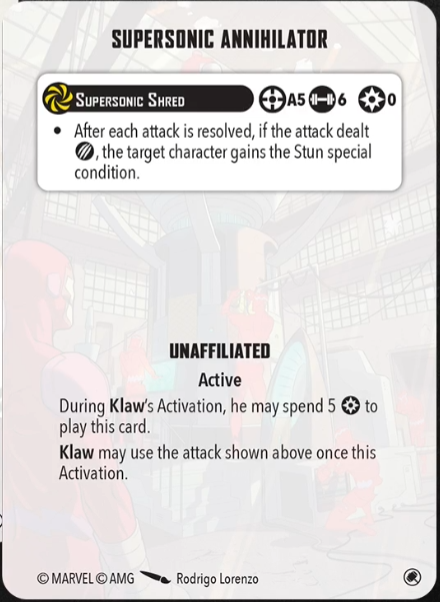 SUPERSONIC ANNIHILATOR
SUPERSONIC SHRED A5 6 0
• After each attack is resolved, if the attack dealt
, the target character gains the Stun special
condition.
UNAFFILIATED
Active
During Klaw's Activation, he may spend 5 to
play this card.
Klaw may use the attack shown above once this
Activation.
© MARVEL © AMG Rodrigo Lorenzo